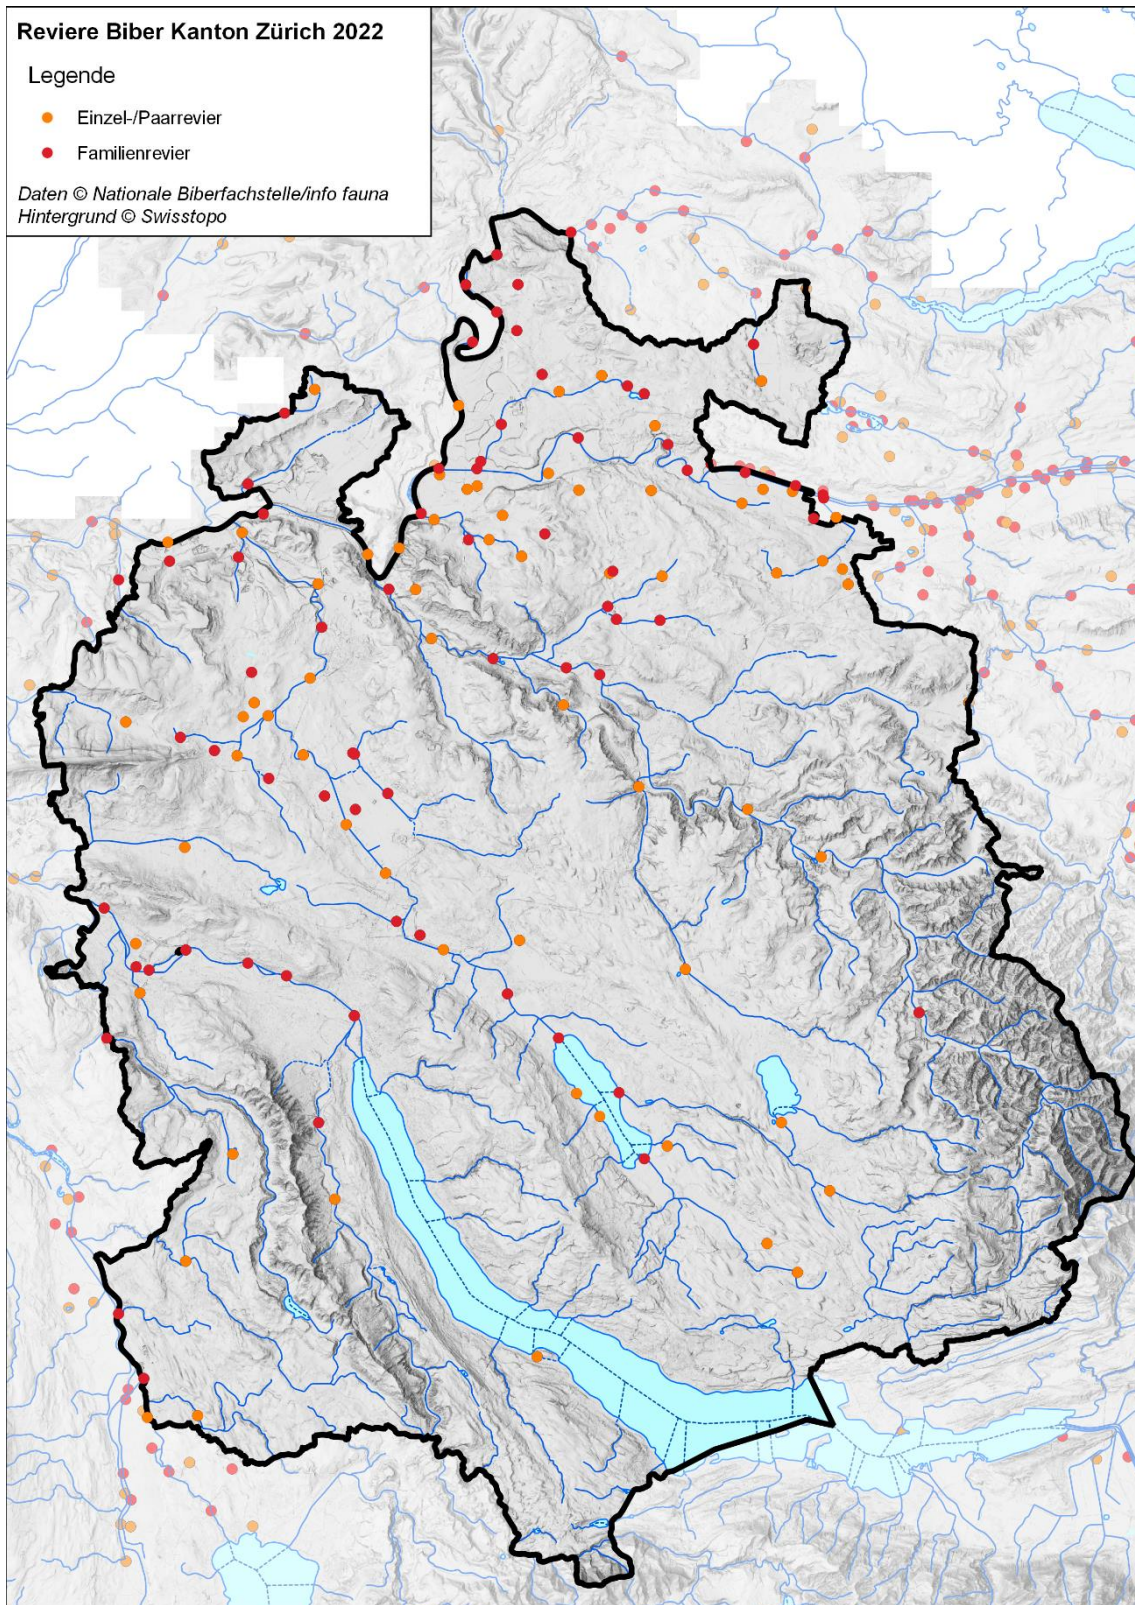 Reviere Biber Kanton Zürich 2022
Legende
Einzel-/Paarrevier
Familienrevier
Daten © Nationale Biberfachstelle/info fauna
Hintergrund © Swisstopo